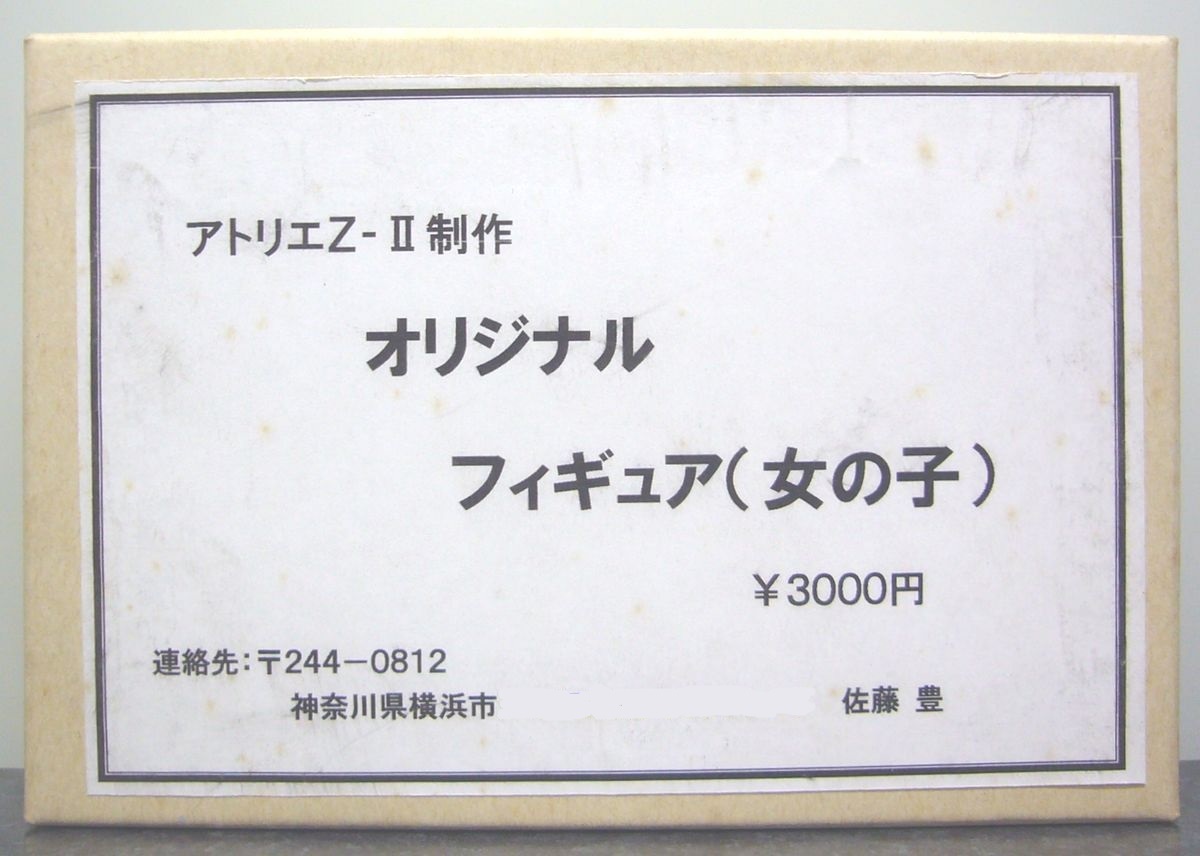 アトリエZ-Ⅱ制作
オリジナル
フィギュア(女の子)
￥3000円
連絡先:〒244-0812
神奈川県横浜市 佐藤 豊